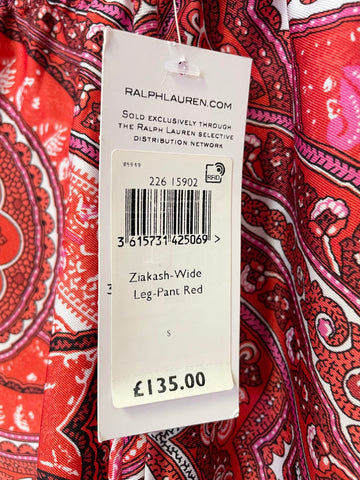 RALPHLAUREN.COM
SOLD EXCLUSIVELY THROUGH
THE RALPH LAUREN SELECTIVE
DISTRIBUTION NETWORK
RFID
226 15902
3 615731 425069 >
Ziakash-Wide
Leg-Pant Red
S
£135.00